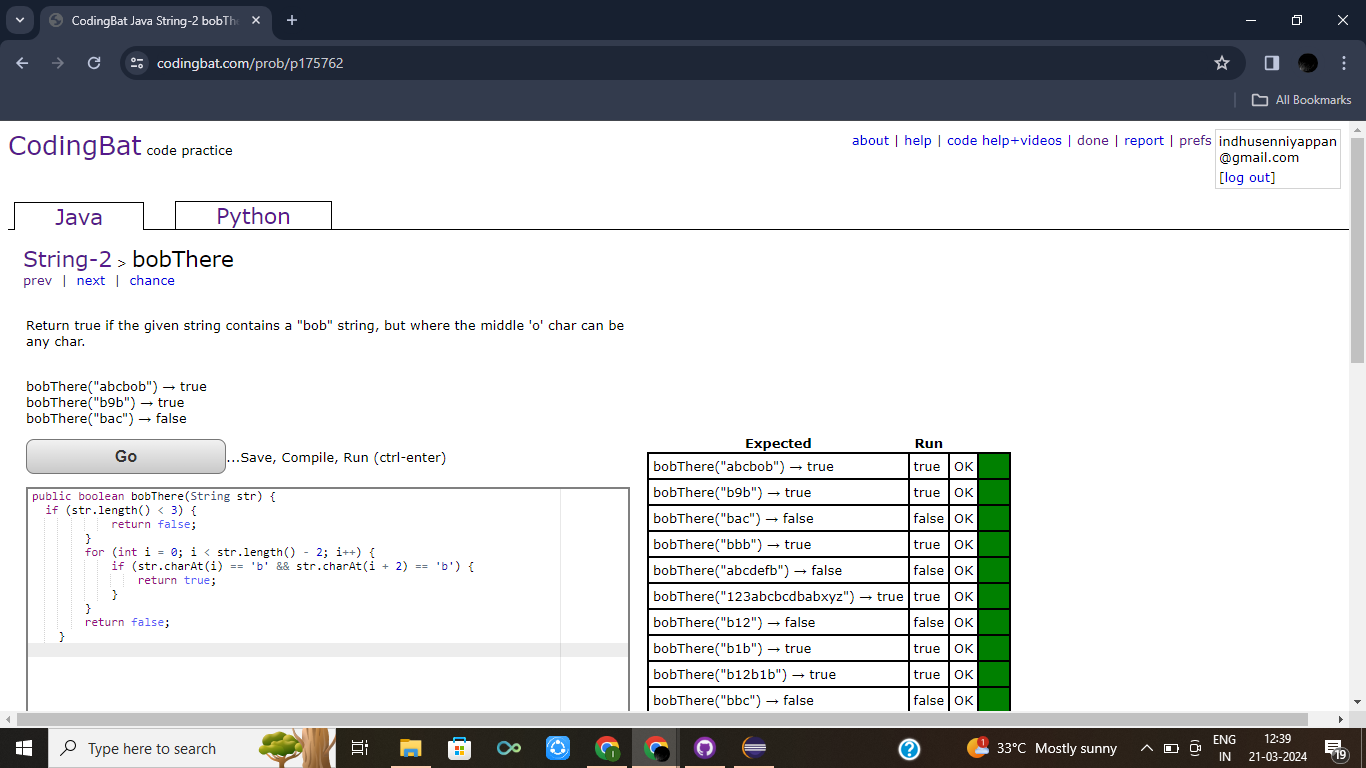 CodingBat Java String-2 bobTh
codingbat.com/prob/p175762
All Bookmarks
CodingBat code practice
about | help | code help+videos | done | report | prefs
indhusenniyappan
@gmail.com
[log out]
Java
Python
String-2 > bobThere
prev | next | chance
Return true if the given string contains a "bob" string, but where the middle 'o' char can be
any char.
bobThere("abcbob") → true
bobThere("b9b") → true
bobThere("bac") → false
Go
...Save, Compile, Run (ctrl-enter)
public boolean bobThere(String str) {
if (str.length() < 3) {
return false;
}
for (int i = 0; i < str.length() - 2; i++) {
if (str.charAt(i) == 'b' && str.charAt(i + 2) == 'b') {
return true;
}
}
return false;
}
Expected Run
bobThere("abcbob") → true true OK
bobThere("b9b") → true true OK
bobThere("bac") → false false OK
bobThere("bbb") → true true OK
bobThere("abcdefb") → false false OK
bobThere("123abcbcdbabxyz") → true true OK
bobThere("b12") → false false OK
bobThere("b1b") → true true OK
bobThere("b12b1b") → true true OK
bobThere("bbc") → false false OK
Type here to search
1
33°C Mostly sunny
ENG
IN
12:39
21-03-2024
19